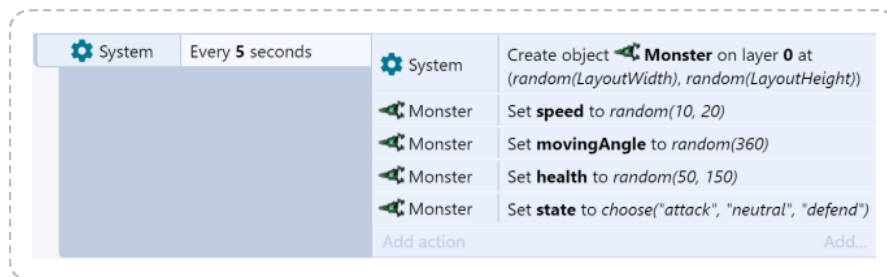 System Every 5 seconds
System Create object Monster on layer 0 at
(random(LayoutWidth), random(LayoutHeight))
Monster Set speed to random(10, 20)
Monster Set movingAngle to random(360)
Monster Set health to random(50, 150)
Monster Set state to choose("attack", "neutral", "defend")
Add action Add...